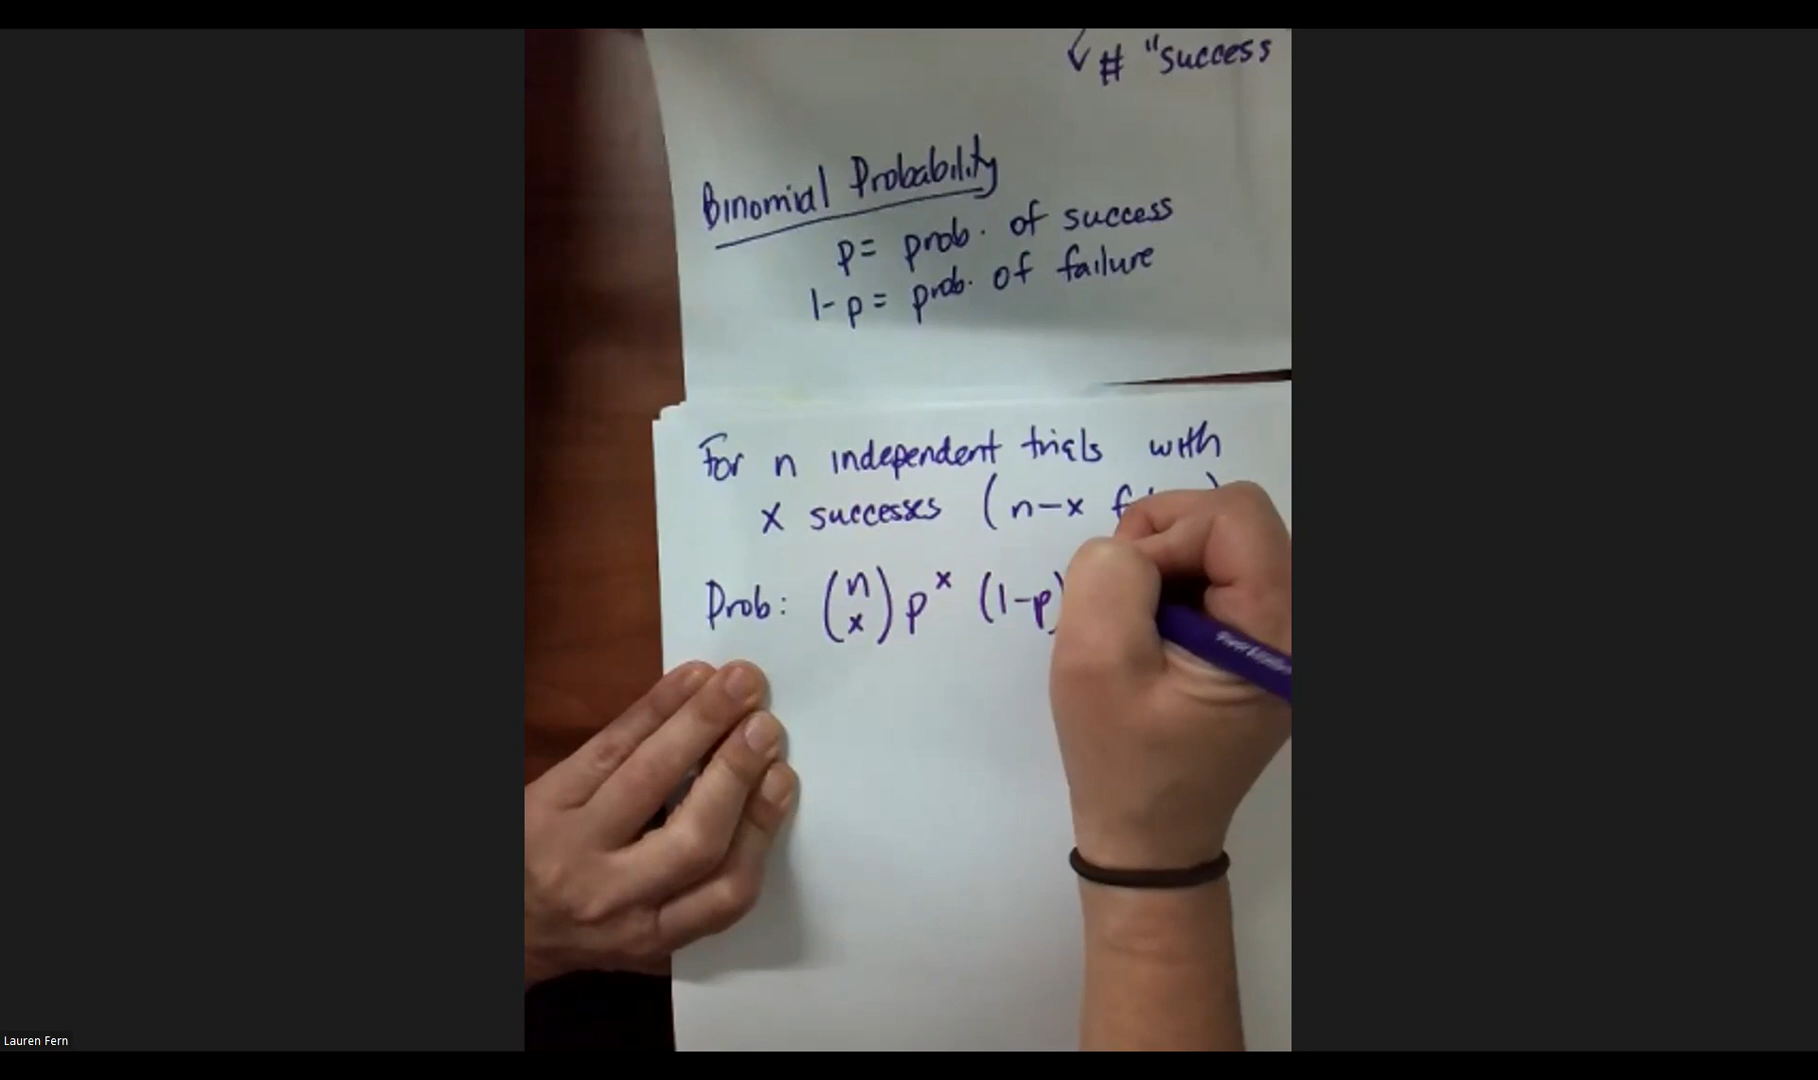 # "success
Binomial Probability
p= prob. of success
1-p= prob. of failure
For n independent trials with
x successes (n-x
Prob: (n x) p^x (1-p)
Lauren Fern